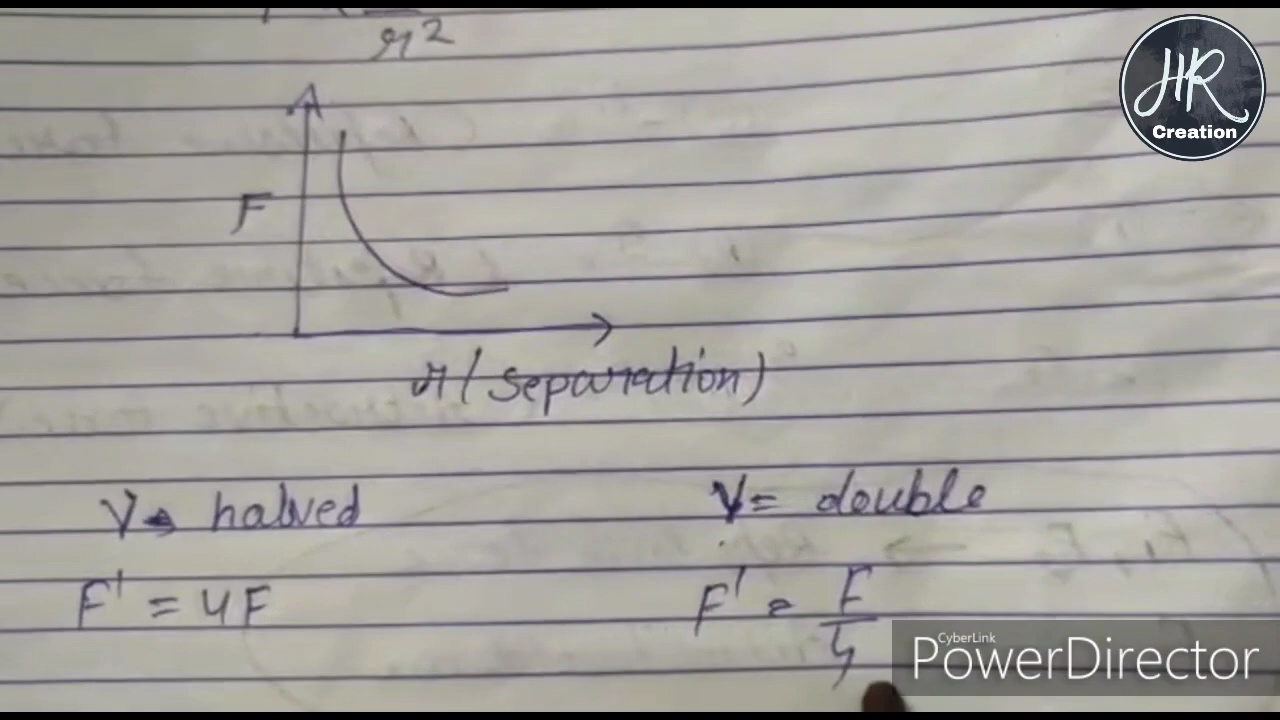 r²
HR
Creation
F
r (separation)
r → halved
r = double
F' = 4F
F' = F/4
CyberLink
PowerDirector